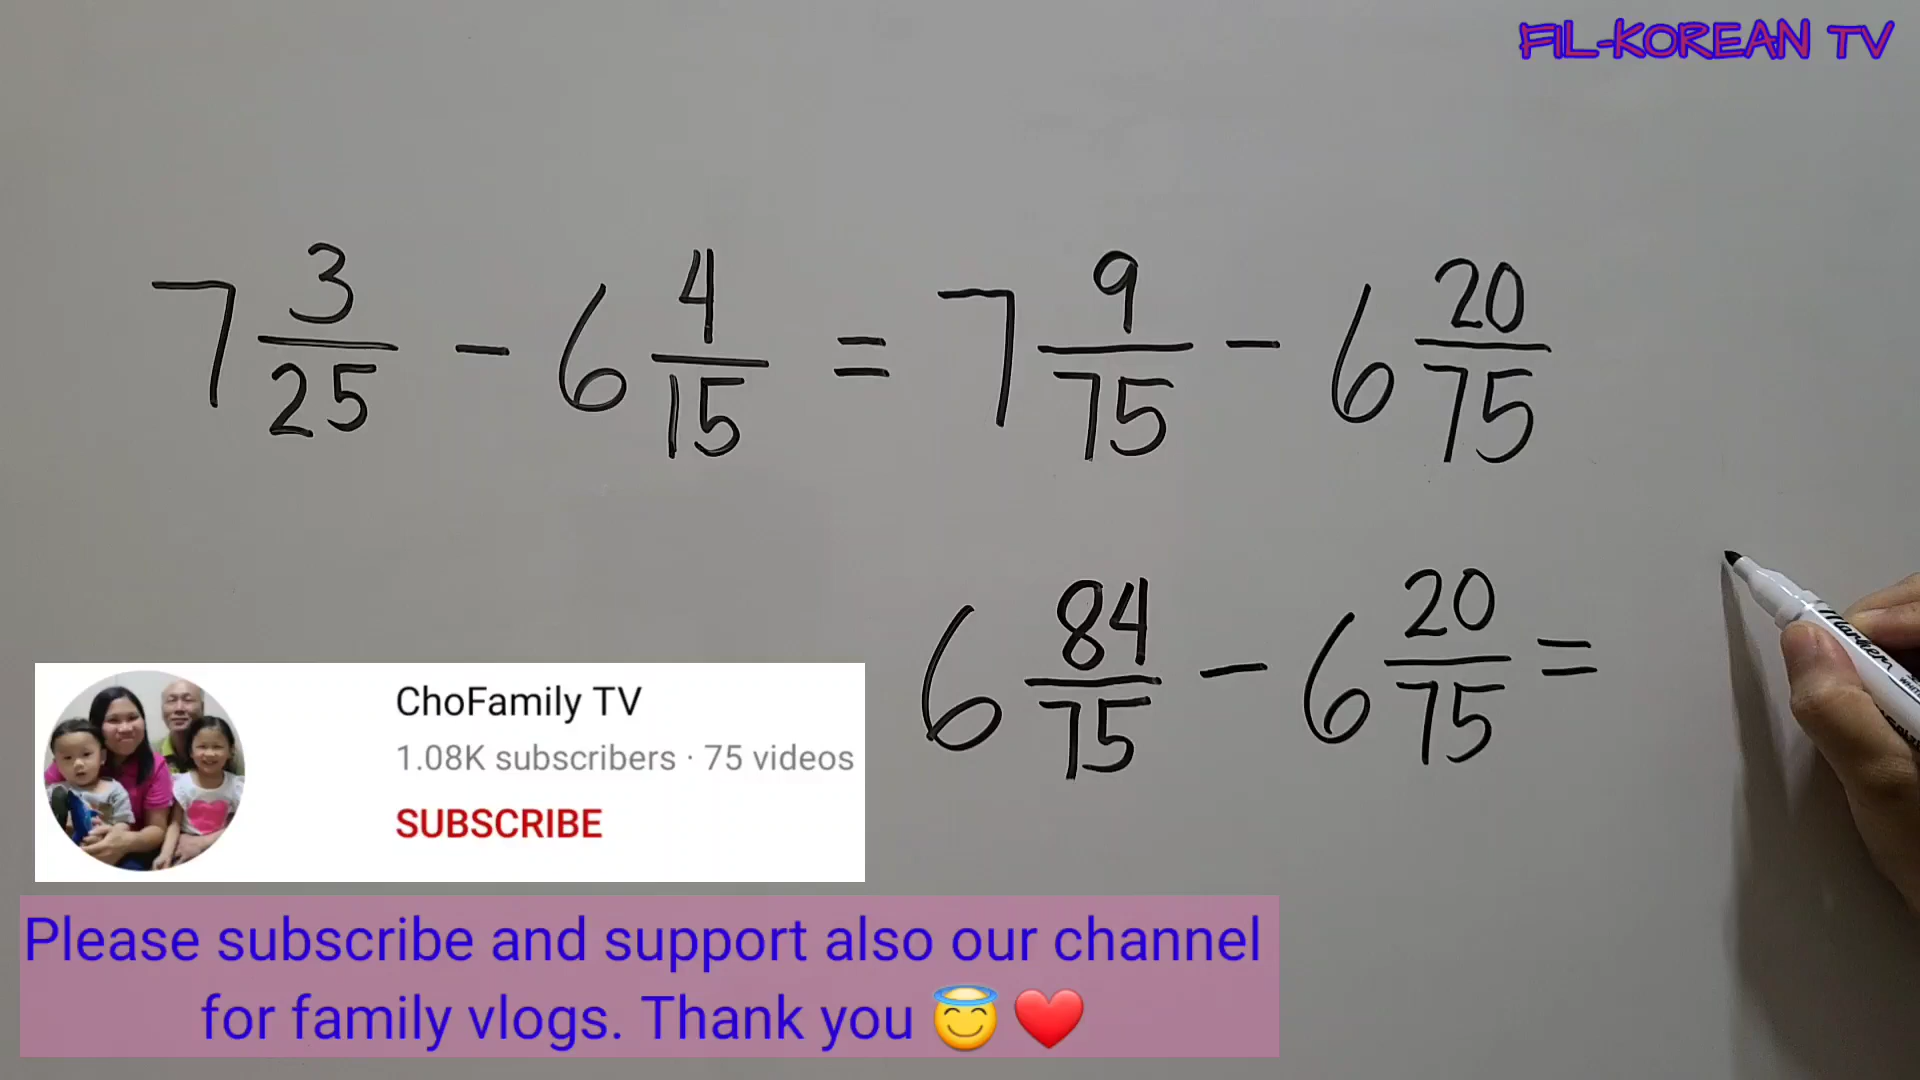 FIL-KOREAN TV
7 3/25 - 6 4/15 = 7 9/75 - 6 20/75
6 84/75 - 6 20/75 =
ChoFamily TV
1.08K subscribers · 75 videos
SUBSCRIBE
Please subscribe and support also our channel
for family vlogs. Thank you 😇 ❤️